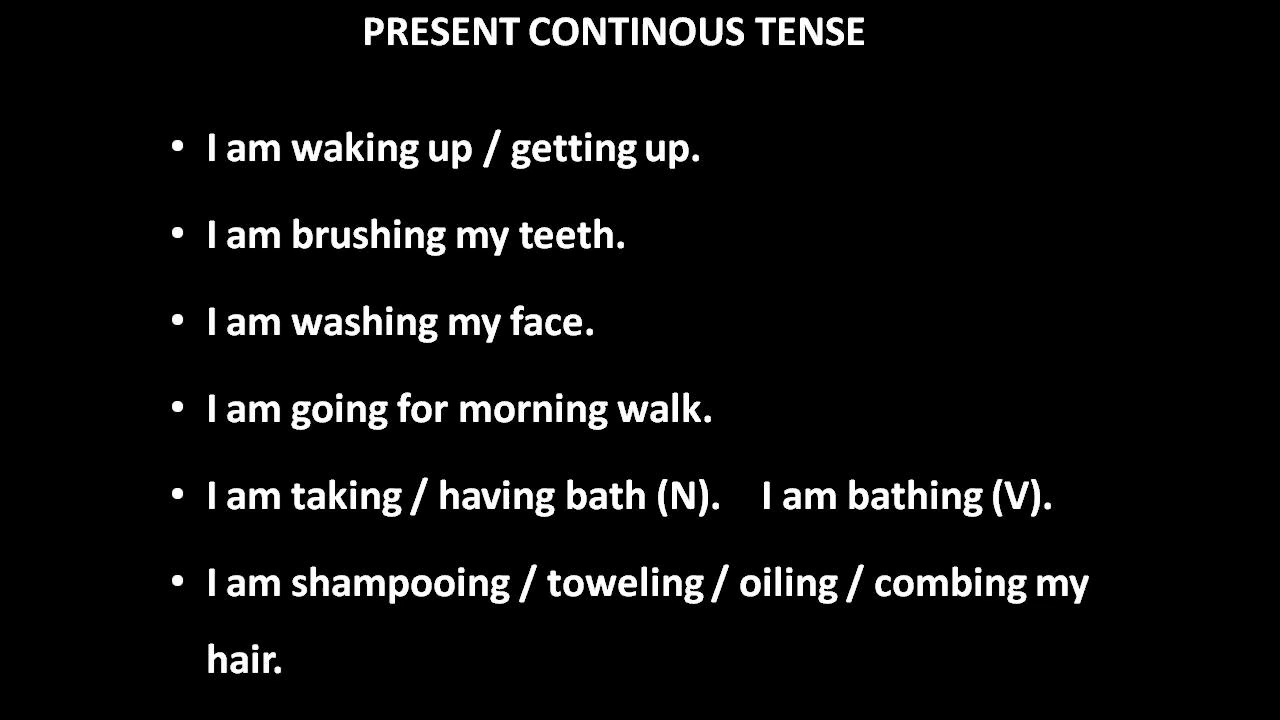 PRESENT CONTINOUS TENSE
• I am waking up / getting up.
• I am brushing my teeth.
• I am washing my face.
• I am going for morning walk.
• I am taking / having bath (N).    I am bathing (V).
• I am shampooing / toweling / oiling / combing my
hair.